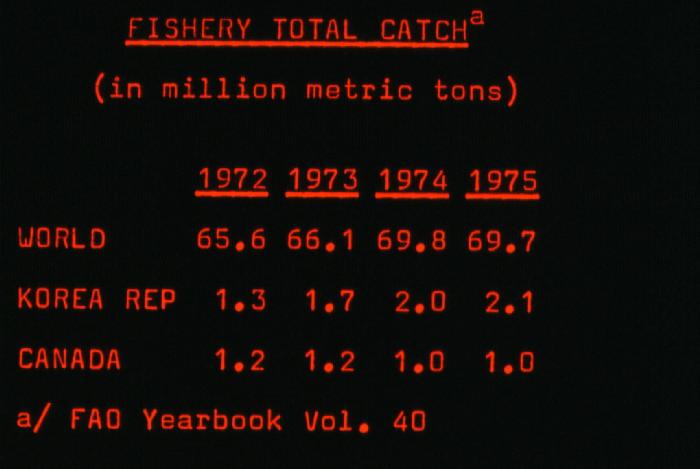 FISHERY TOTAL CATCHa
(in million metric tons)
1972 1973 1974 1975
WORLD 65.6 66.1 69.8 69.7
KOREA REP 1.3 1.7 2.0 2.1
CANADA 1.2 1.2 1.0 1.0
a/ FAO Yearbook Vol. 40